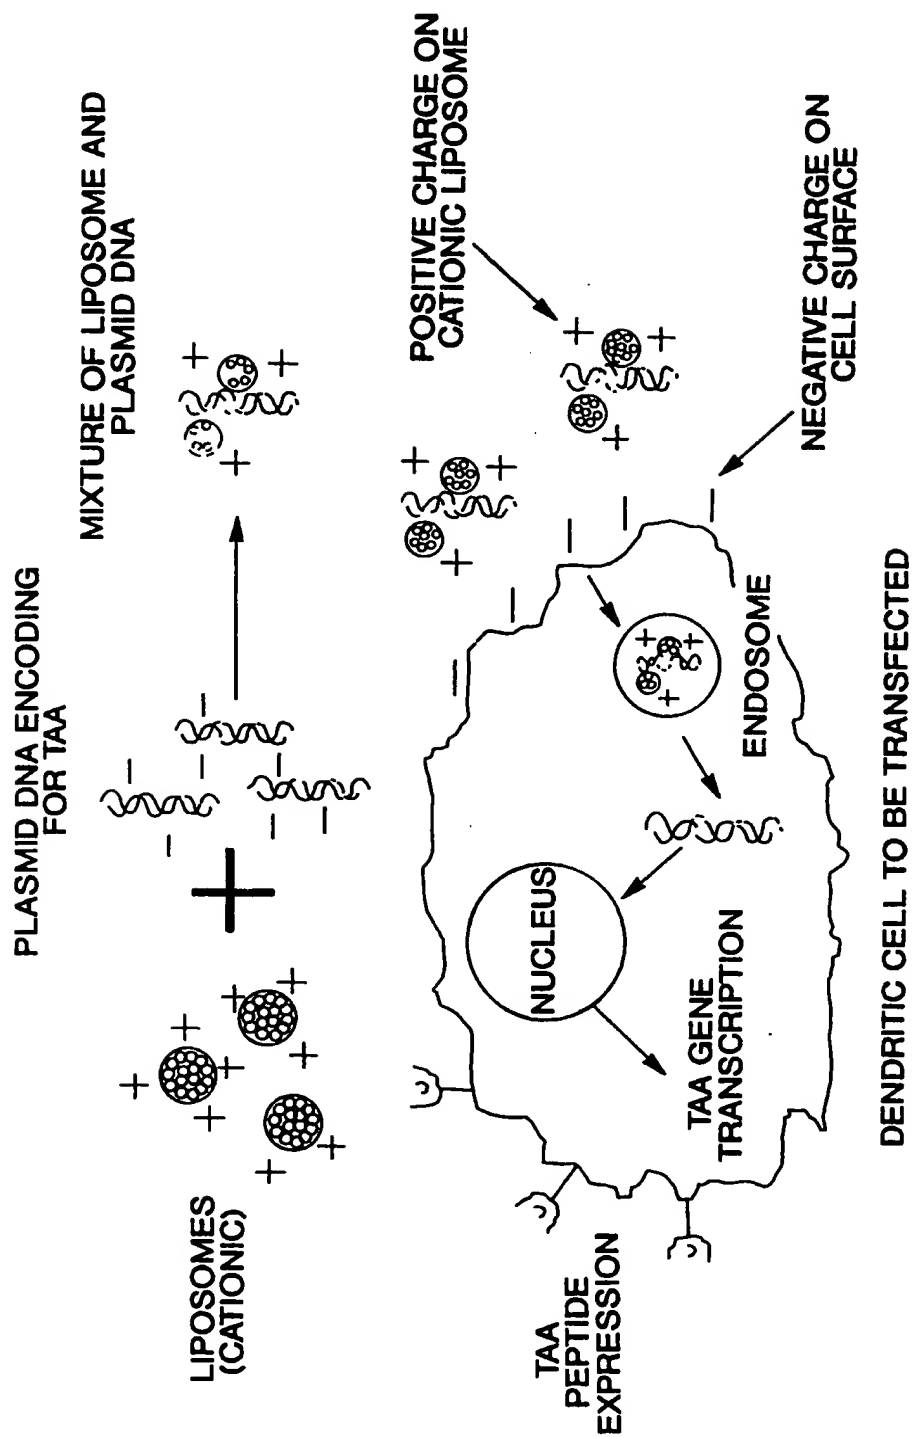 PLASMID DNA ENCODING
FOR TAA
MIXTURE OF LIPOSOME AND
PLASMID DNA
LIPOSOMES
(CATIONIC)
POSITIVE CHARGE ON
CATIONIC LIPOSOME
NEGATIVE CHARGE ON
CELL SURFACE
ENDOSOME
NUCLEUS
TAA GENE
TRANSCRIPTION
TAA
PEPTIDE
EXPRESSION
DENDRITIC CELL TO BE TRANSFECTED